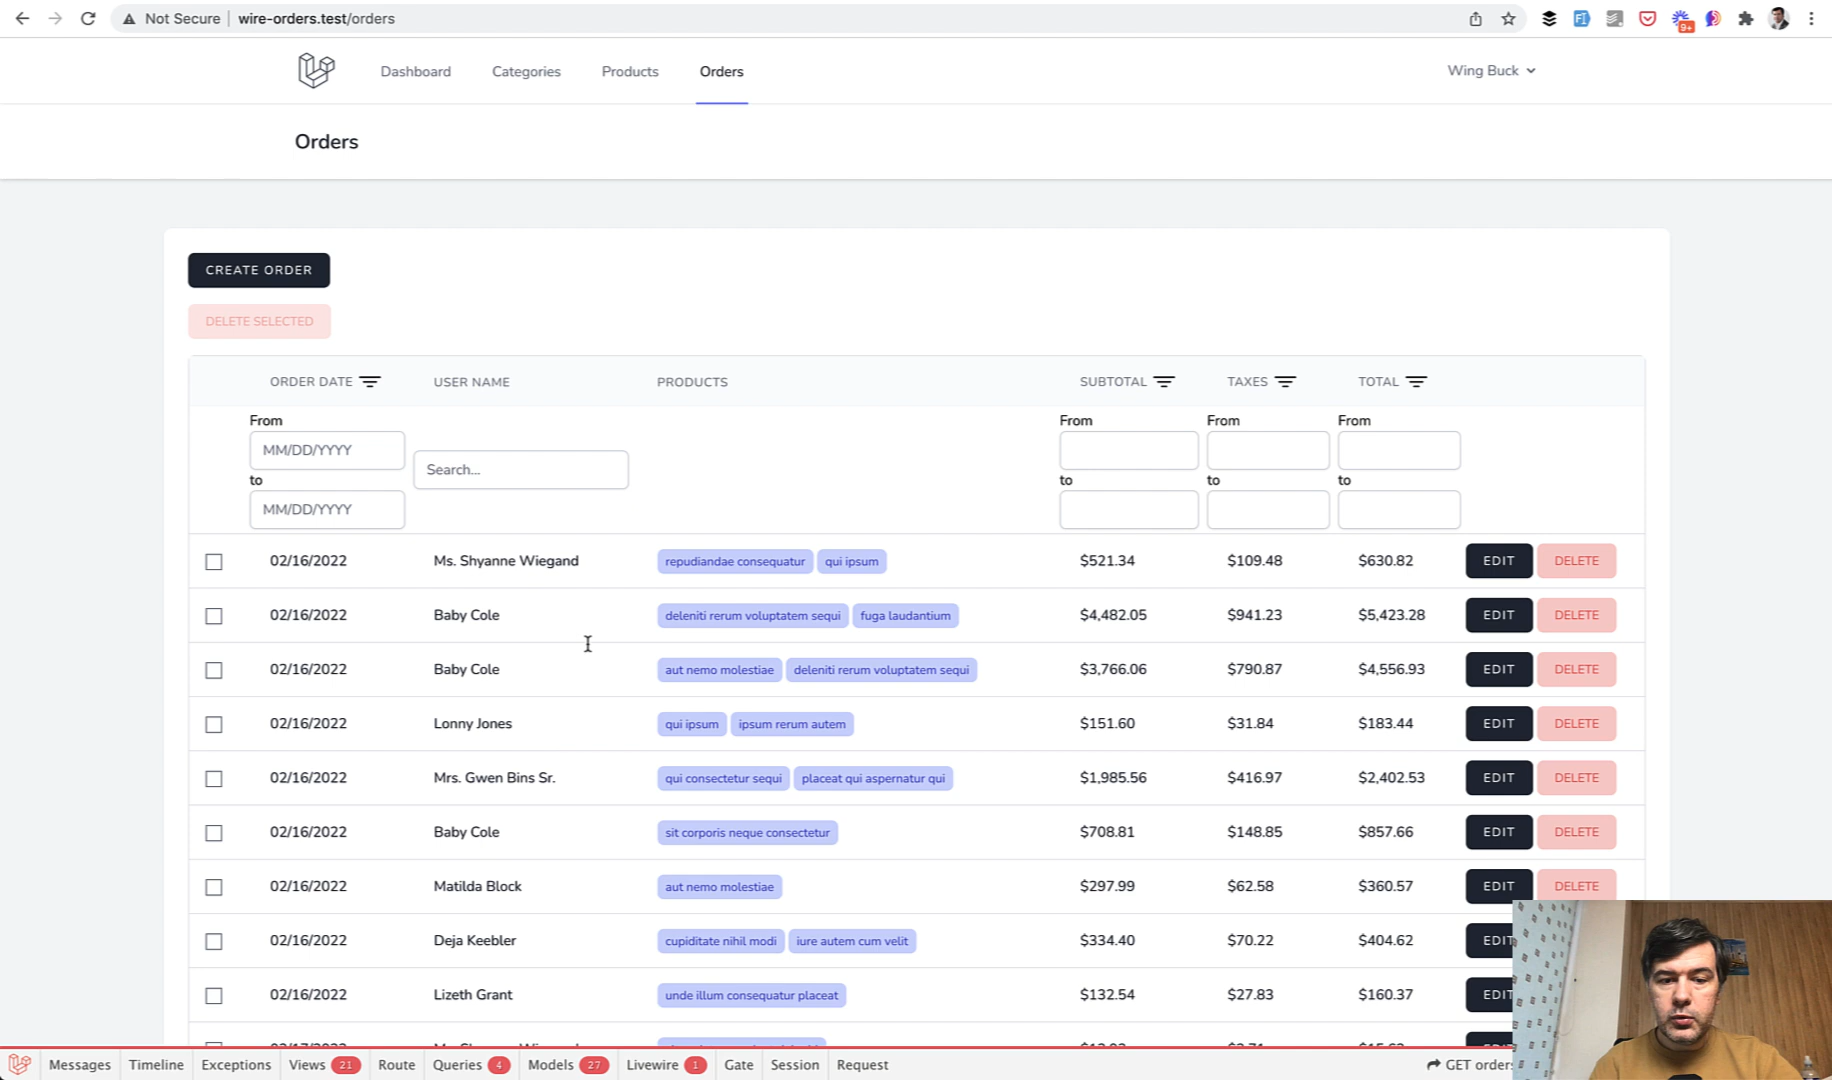 Not Secure | wire-orders.test/orders
9+
Dashboard Categories Products Orders Wing Buck
Orders
CREATE ORDER
DELETE SELECTED
ORDER DATE USER NAME PRODUCTS SUBTOTAL TAXES TOTAL
From From From From
MM/DD/YYYY
Search...
to to to to
MM/DD/YYYY
02/16/2022 Ms. Shyanne Wiegand repudiandae consequatur qui ipsum $521.34 $109.48 $630.82 EDIT DELETE
02/16/2022 Baby Cole deleniti rerum voluptatem sequi fuga laudantium $4,482.05 $941.23 $5,423.28 EDIT DELETE
02/16/2022 Baby Cole aut nemo molestiae deleniti rerum voluptatem sequi $3,766.06 $790.87 $4,556.93 EDIT DELETE
02/16/2022 Lonny Jones qui ipsum ipsum rerum autem $151.60 $31.84 $183.44 EDIT DELETE
02/16/2022 Mrs. Gwen Bins Sr. qui consectetur sequi placeat qui aspernatur qui $1,985.56 $416.97 $2,402.53 EDIT DELETE
02/16/2022 Baby Cole sit corporis neque consectetur $708.81 $148.85 $857.66 EDIT DELETE
02/16/2022 Matilda Block aut nemo molestiae $297.99 $62.58 $360.57 EDIT DELETE
02/16/2022 Deja Keebler cupiditate nihil modi iure autem cum velit $334.40 $70.22 $404.62 EDIT
02/16/2022 Lizeth Grant unde illum consequatur placeat $132.54 $27.83 $160.37 EDIT
Messages Timeline Exceptions Views 21 Route Queries 4 Models 27 Livewire 1 Gate Session Request GET orders